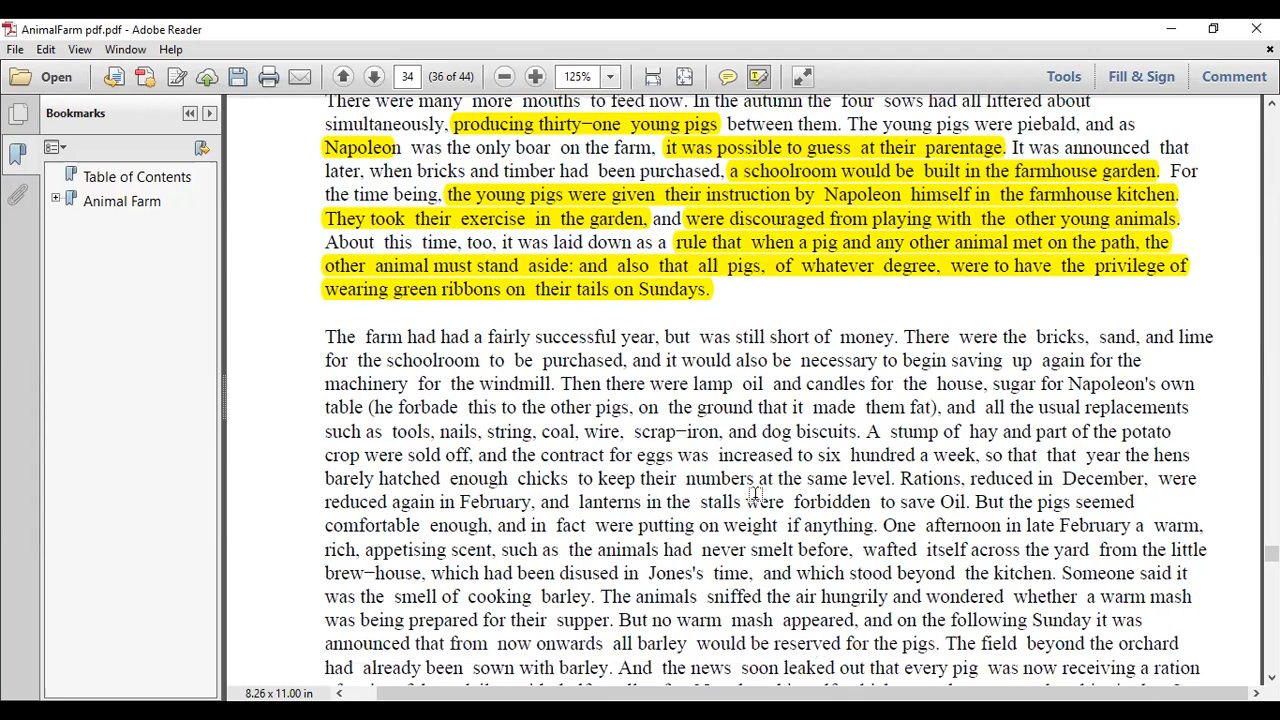 AnimalFarm pdf.pdf - Adobe Reader
File Edit View Window Help
Open 34 (36 of 44) 125% Tools Fill & Sign Comment
Bookmarks
Table of Contents
Animal Farm
There were many more mouths to feed now. In the autumn the four sows had all littered about
simultaneously, producing thirty−one young pigs between them. The young pigs were piebald, and as
Napoleon was the only boar on the farm, it was possible to guess at their parentage. It was announced that
later, when bricks and timber had been purchased, a schoolroom would be built in the farmhouse garden. For
the time being, the young pigs were given their instruction by Napoleon himself in the farmhouse kitchen.
They took their exercise in the garden, and were discouraged from playing with the other young animals.
About this time, too, it was laid down as a rule that when a pig and any other animal met on the path, the
other animal must stand aside: and also that all pigs, of whatever degree, were to have the privilege of
wearing green ribbons on their tails on Sundays.
The farm had had a fairly successful year, but was still short of money. There were the bricks, sand, and lime
for the schoolroom to be purchased, and it would also be necessary to begin saving up again for the
machinery for the windmill. Then there were lamp oil and candles for the house, sugar for Napoleon's own
table (he forbade this to the other pigs, on the ground that it made them fat), and all the usual replacements
such as tools, nails, string, coal, wire, scrap−iron, and dog biscuits. A stump of hay and part of the potato
crop were sold off, and the contract for eggs was increased to six hundred a week, so that that year the hens
barely hatched enough chicks to keep their numbers at the same level. Rations, reduced in December, were
reduced again in February, and lanterns in the stalls were forbidden to save Oil. But the pigs seemed
comfortable enough, and in fact were putting on weight if anything. One afternoon in late February a warm,
rich, appetising scent, such as the animals had never smelt before, wafted itself across the yard from the little
brew−house, which had been disused in Jones's time, and which stood beyond the kitchen. Someone said it
was the smell of cooking barley. The animals sniffed the air hungrily and wondered whether a warm mash
was being prepared for their supper. But no warm mash appeared, and on the following Sunday it was
announced that from now onwards all barley would be reserved for the pigs. The field beyond the orchard
had already been sown with barley. And the news soon leaked out that every pig was now receiving a ration
8.26 x 11.00 in